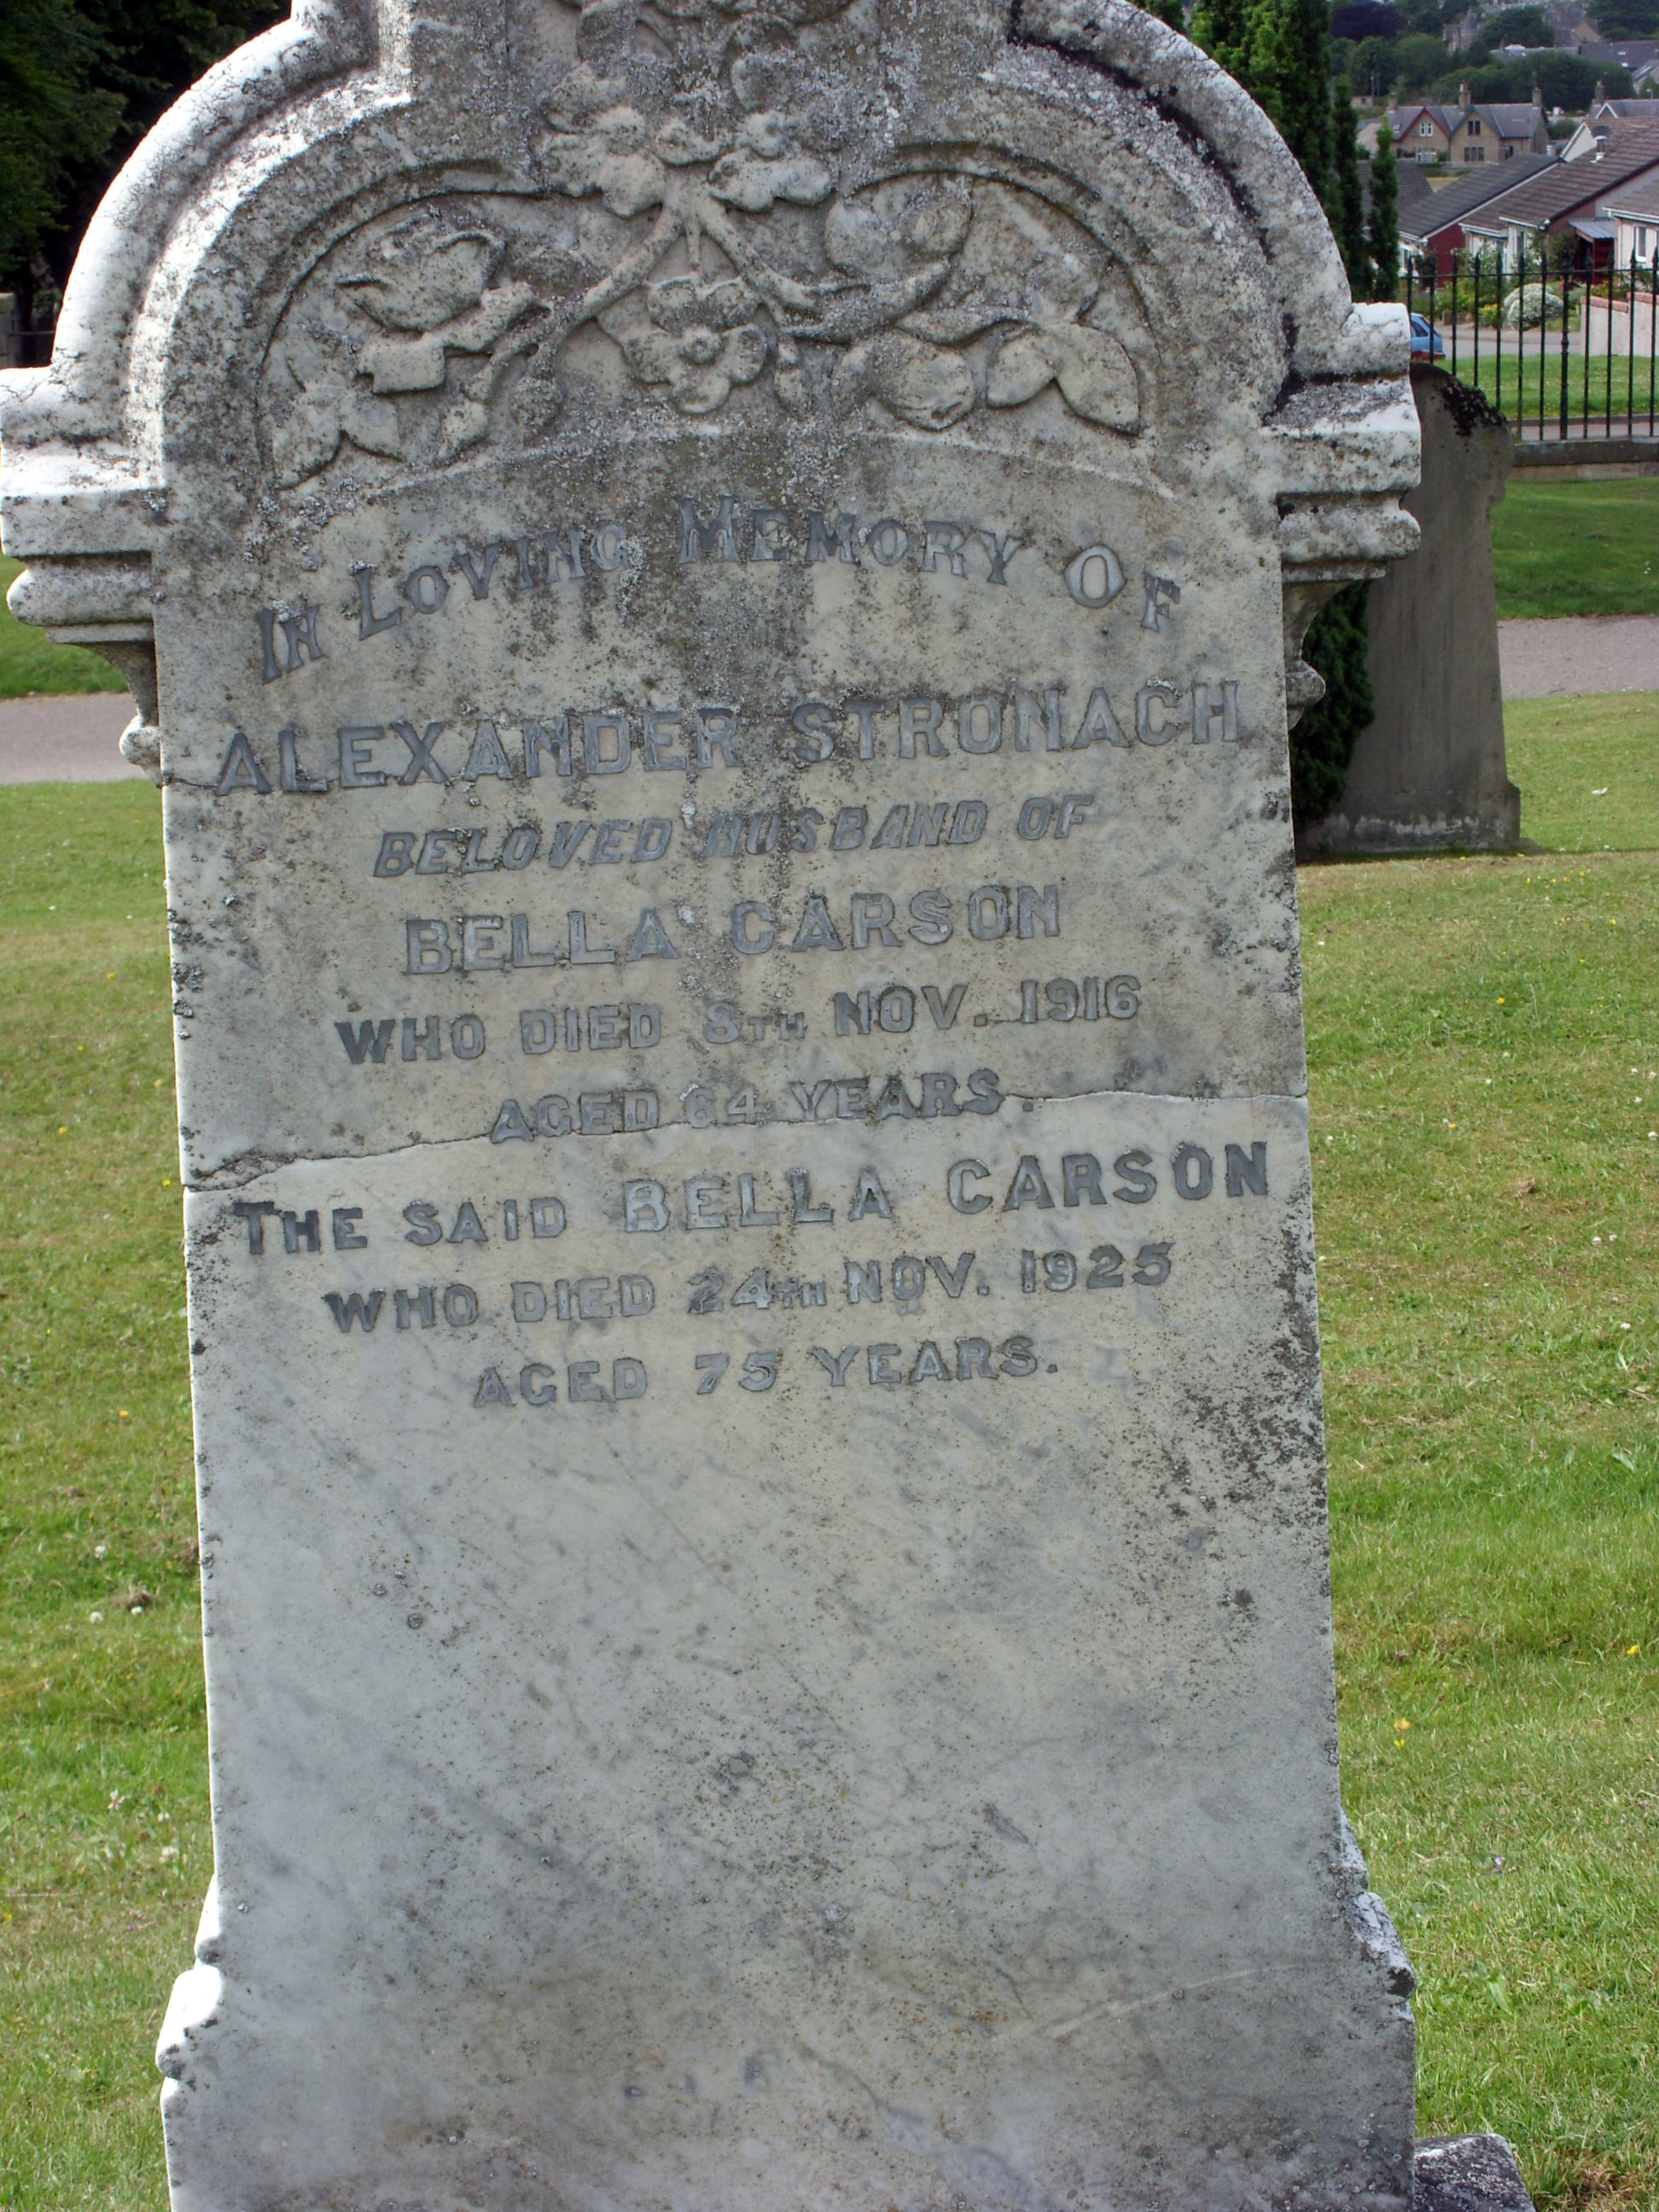 IN LOVING MEMORY OF
ALEXANDER STRONACH
BELOVED HUSBAND OF
BELLA CARSON
WHO DIED 8TH NOV. 1916
AGED 64 YEARS.
THE SAID BELLA CARSON
WHO DIED 24TH NOV. 1925
AGED 75 YEARS.